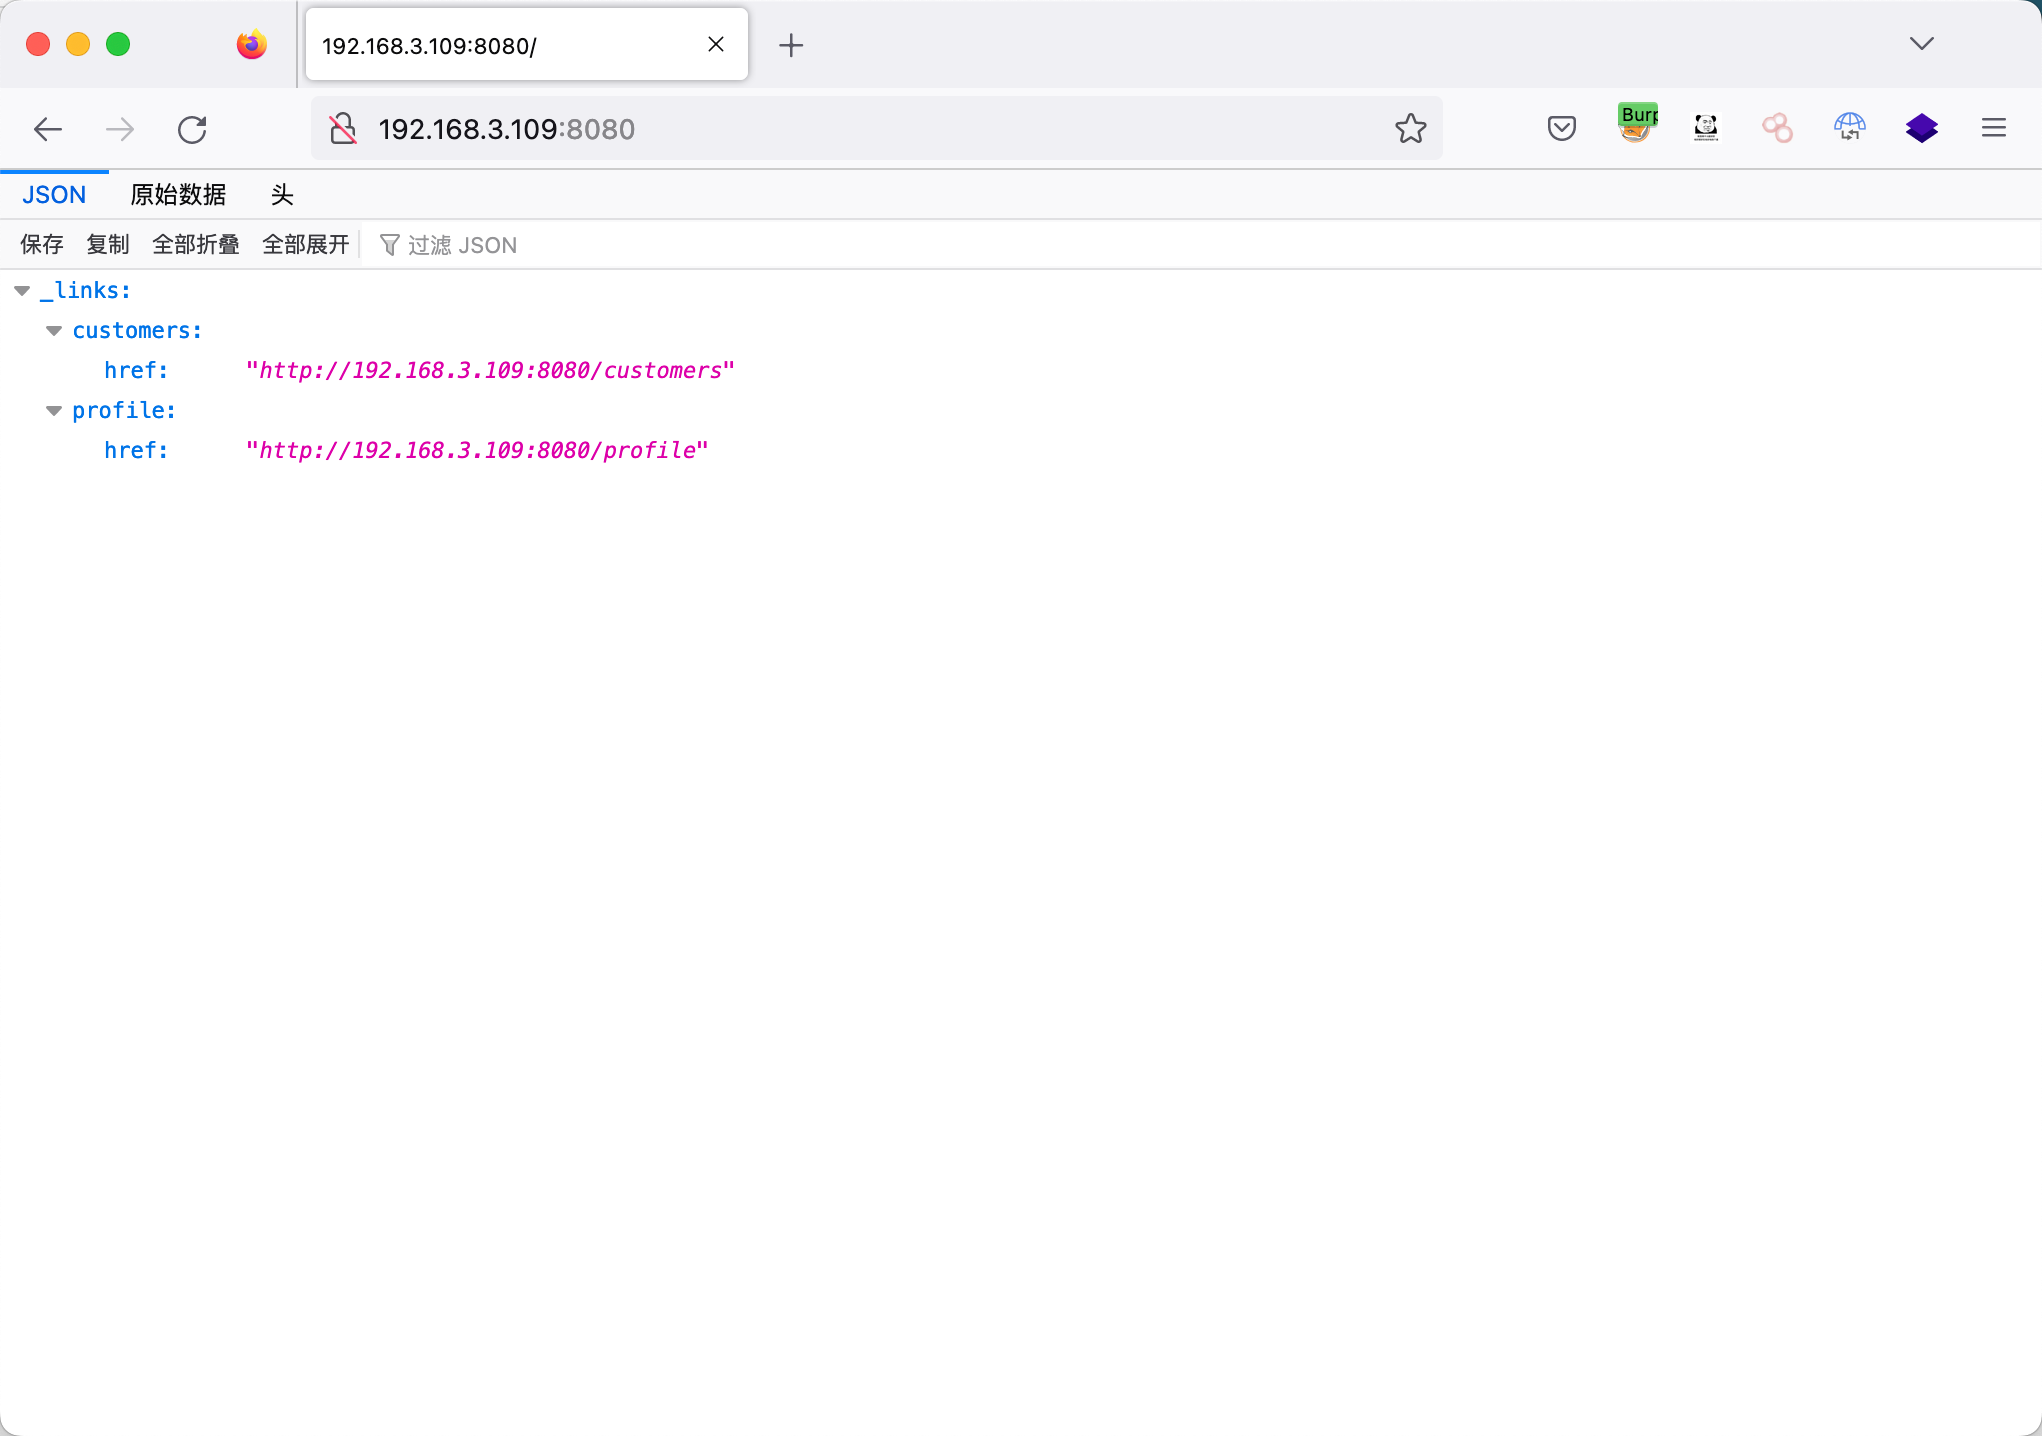 192.168.3.109:8080/
192.168.3.109:8080
Burp
JSON 原始数据 头
保存 复制 全部折叠 全部展开 过滤 JSON
_links:
customers:
href: "http://192.168.3.109:8080/customers"
profile:
href: "http://192.168.3.109:8080/profile"